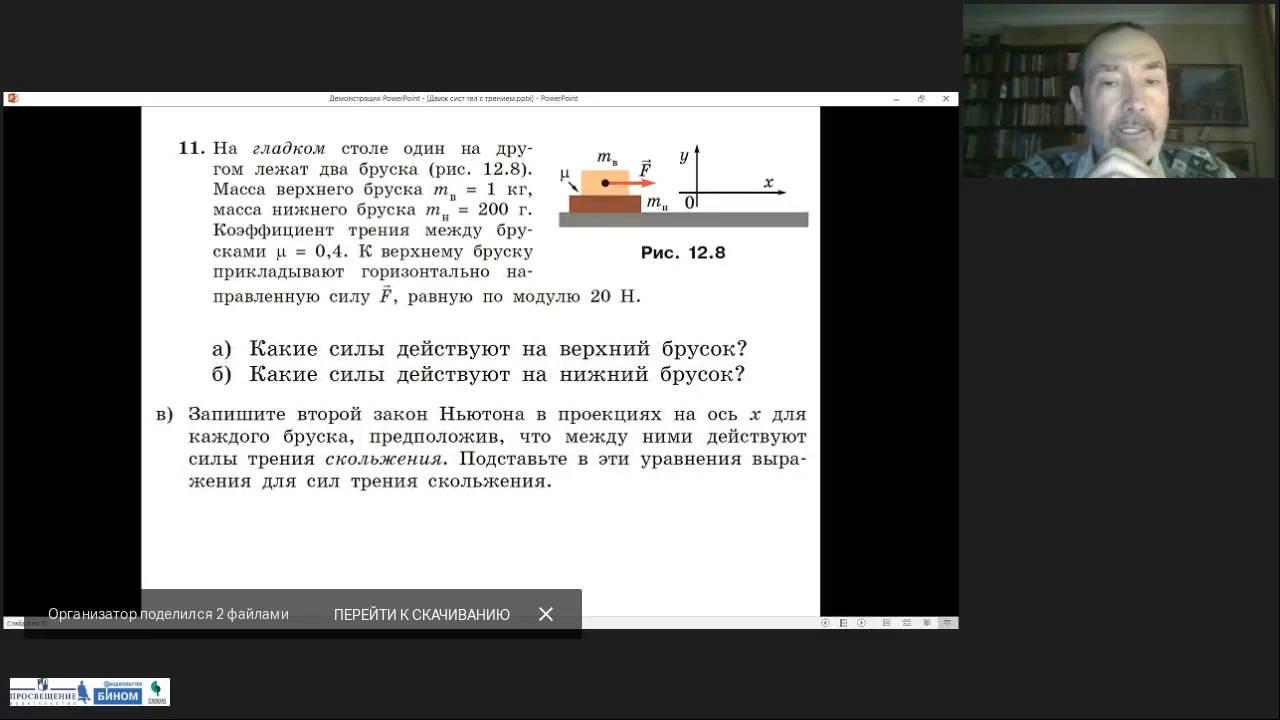 Демонстрация PowerPoint - [Движ сист тел с трением.pptx] - PowerPoint
11. На гладком столе один на дру-
гом лежат два бруска (рис. 12.8).
Масса верхнего бруска mв = 1 кг,
масса нижнего бруска mн = 200 г.
Коэффициент трения между бру-
сками μ = 0,4. К верхнему бруску
прикладывают горизонтально на-
правленную силу F⃗, равную по модулю 20 Н.
mв
μ
F⃗
mн
y
x
0
Рис. 12.8
а) Какие силы действуют на верхний брусок?
б) Какие силы действуют на нижний брусок?
в) Запишите второй закон Ньютона в проекциях на ось x для
каждого бруска, предположив, что между ними действуют
силы трения скольжения. Подставьте в эти уравнения выра-
жения для сил трения скольжения.
Организатор поделился 2 файлами ПЕРЕЙТИ К СКАЧИВАНИЮ
ПРОСВЕЩЕНИЕ
ИЗДАТЕЛЬСТВО
БИНОМ